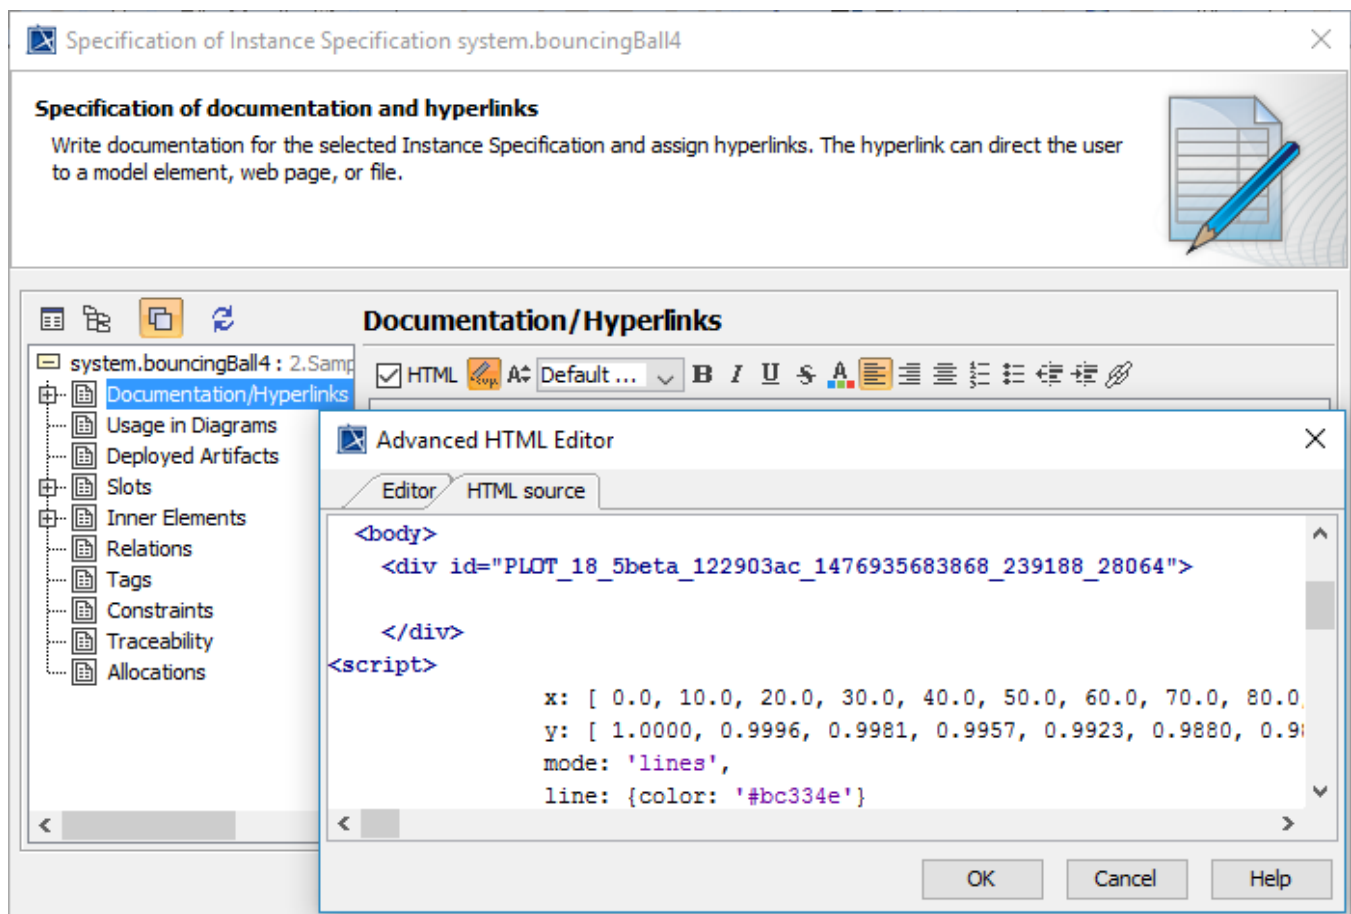 Specification of Instance Specification system.bouncingBall4
Specification of documentation and hyperlinks
Write documentation for the selected Instance Specification and assign hyperlinks. The hyperlink can direct the user
to a model element, web page, or file.
Documentation/Hyperlinks
system.bouncingBall4 : 2.Samp
HTML Default ... B I U S A
Documentation/Hyperlinks
Usage in Diagrams
Deployed Artifacts
Slots
Inner Elements
Relations
Tags
Constraints
Traceability
Allocations
Advanced HTML Editor
Editor HTML source
<body>
<div id="PLOT_18_5beta_122903ac_1476935683868_239188_28064">
</div>
<script>
x: [ 0.0, 10.0, 20.0, 30.0, 40.0, 50.0, 60.0, 70.0, 80.0,
y: [ 1.0000, 0.9996, 0.9981, 0.9957, 0.9923, 0.9880,
mode: 'lines',
line: {color: '#bc334e'}
OK Cancel Help